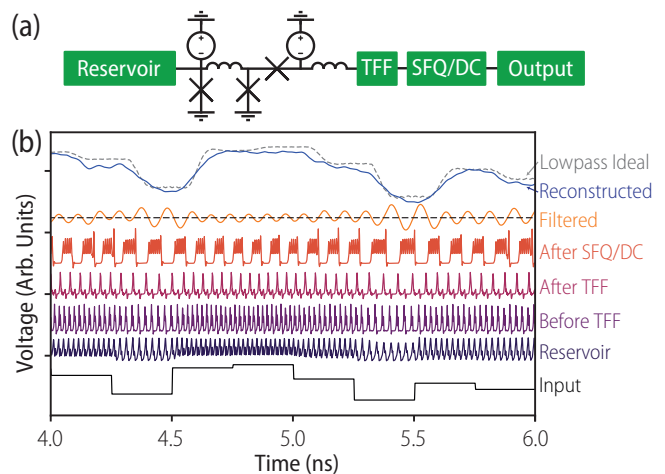 (a)
Reservoir
TFF
SFQ/DC
Output
(b)
Voltage (Arb. Units)
Lowpass Ideal
Reconstructed
Filtered
After SFQ/DC
After TFF
Before TFF
Reservoir
Input
4.0 4.5 5.0 5.5 6.0
Time (ns)